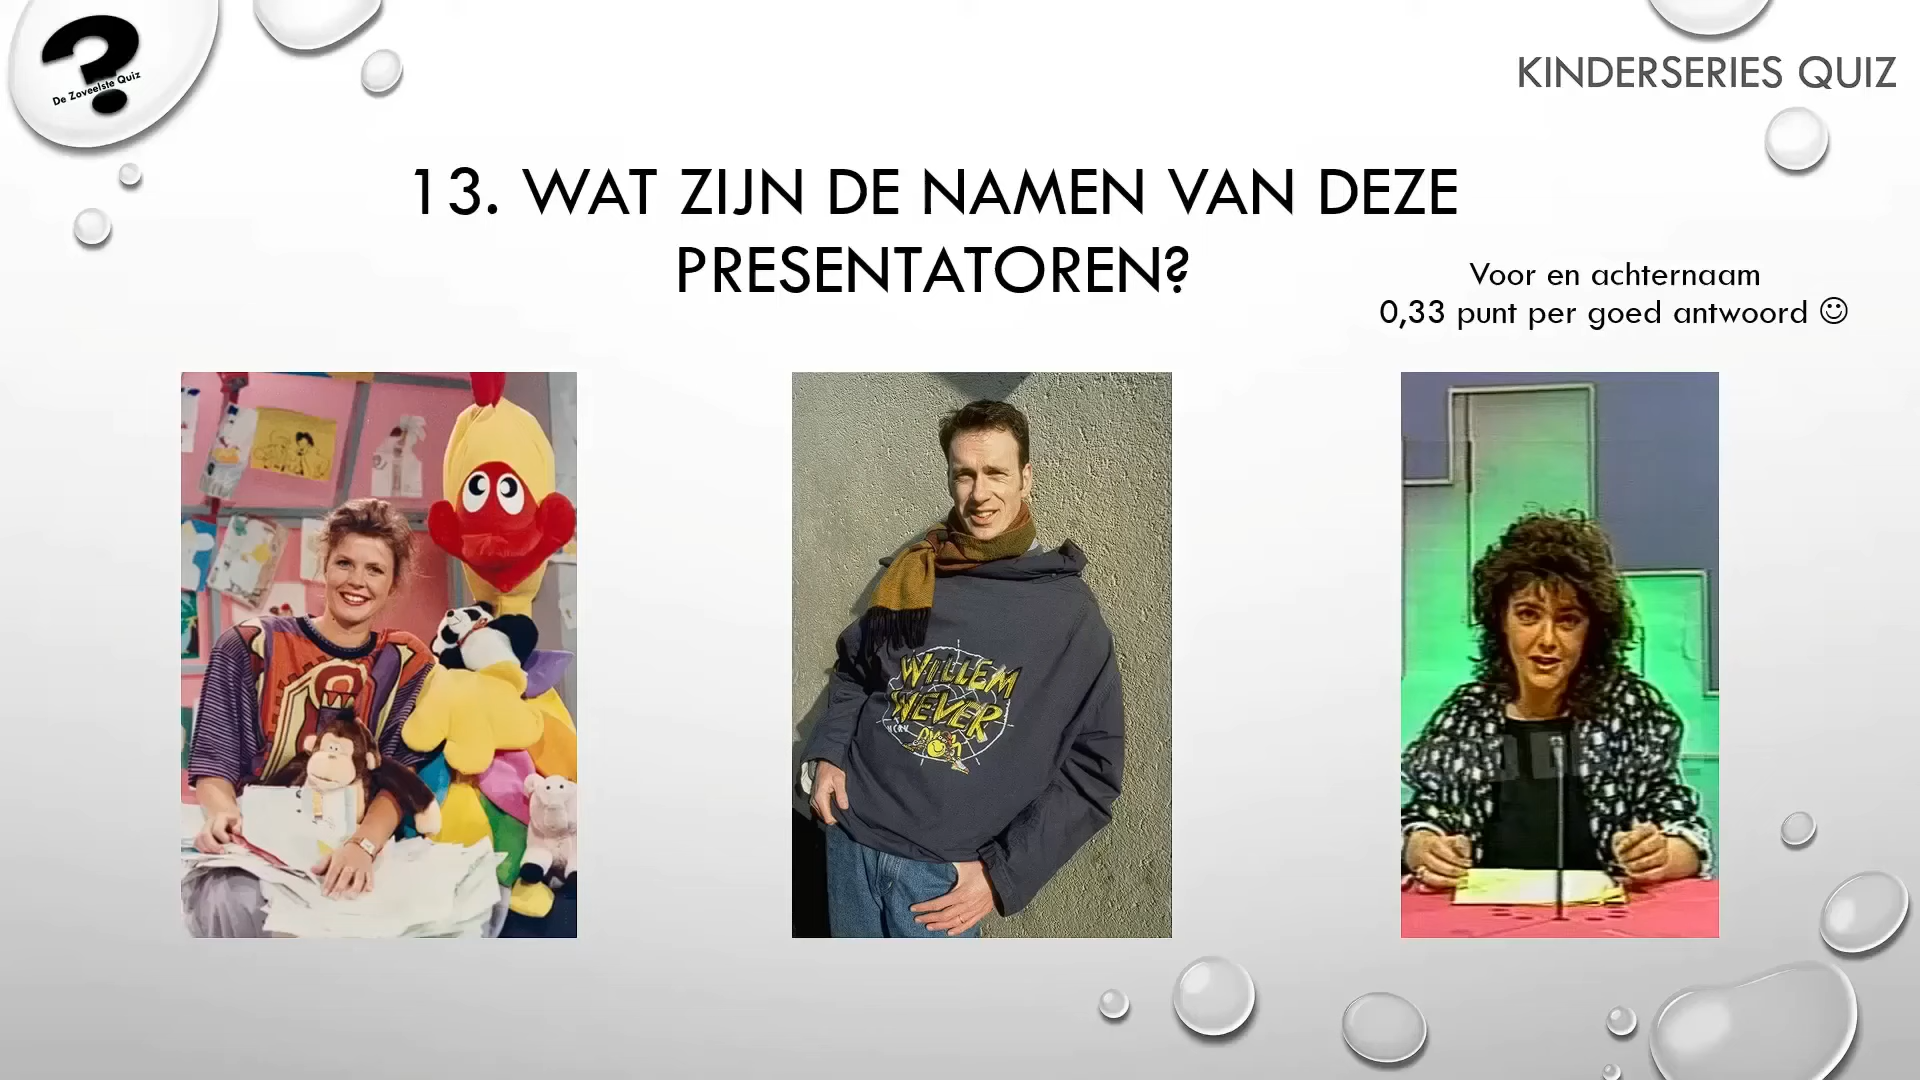 De Zoveelste Quiz
KINDERSERIES QUIZ
13. WAT ZIJN DE NAMEN VAN DEZE
PRESENTATOREN?
Voor en achternaam
0,33 punt per goed antwoord ☺
WILLEM
WEVER
NCRV